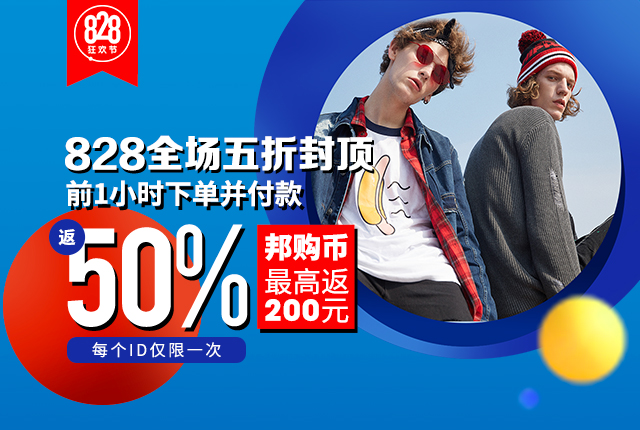 828
狂欢节
828全场五折封顶
前1小时下单并付款
返
50%
邦购币
最高返
200元
每个ID仅限一次